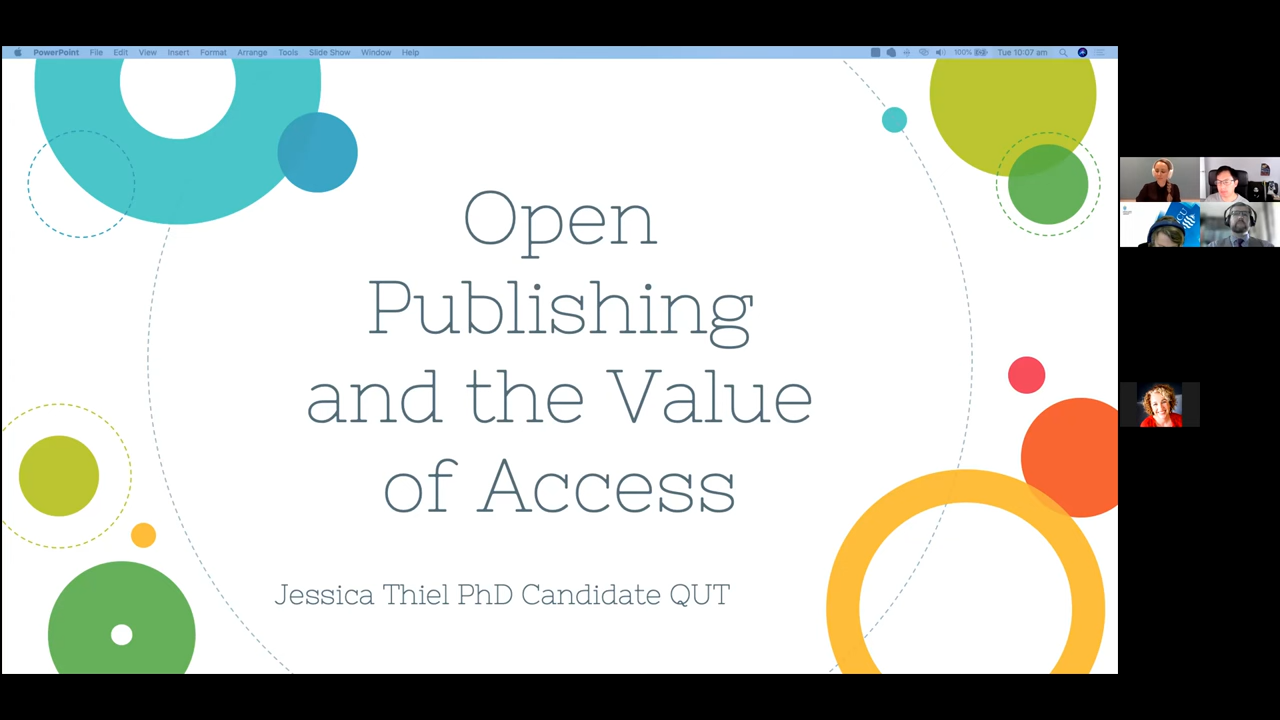 PowerPoint File Edit View Insert Format Arrange Tools Slide Show Window Help 100% Tue 10:07 am
Open
Publishing
and the Value
of Access
Jessica Thiel PhD Candidate QUT
CU